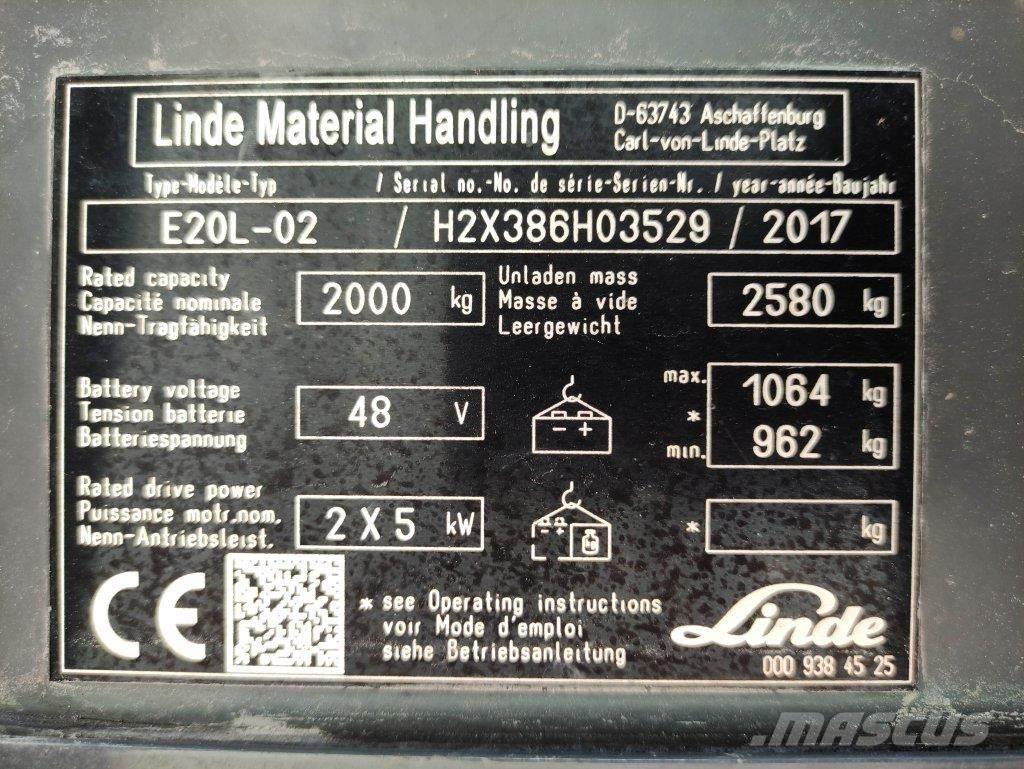 Linde Material Handling
D-63743 Aschaffenburg
Carl-von-Linde-Platz
Type-Modèle-Typ / Serial no.-No. de série-Serien-Nr. / year-année-Baujahr
E20L-02 / H2X386H03529 / 2017
Rated capacity
Capacité nominale
Nenn-Tragfähigkeit
2000 kg
Unladen mass
Masse à vide
Leergewicht
2580 kg
Battery voltage
Tension batterie
Batteriespannung
48 V
- +
max. 1064 kg
*
min. 962 kg
Rated drive power
Puissance motr.nom.
Nenn-Antriebsleist.
2 X 5 kW
- +
kg
* kg
CE
* see Operating instructions
voir Mode d'emploi
siehe Betriebsanleitung
Linde
000 938 45 25
MASCUS